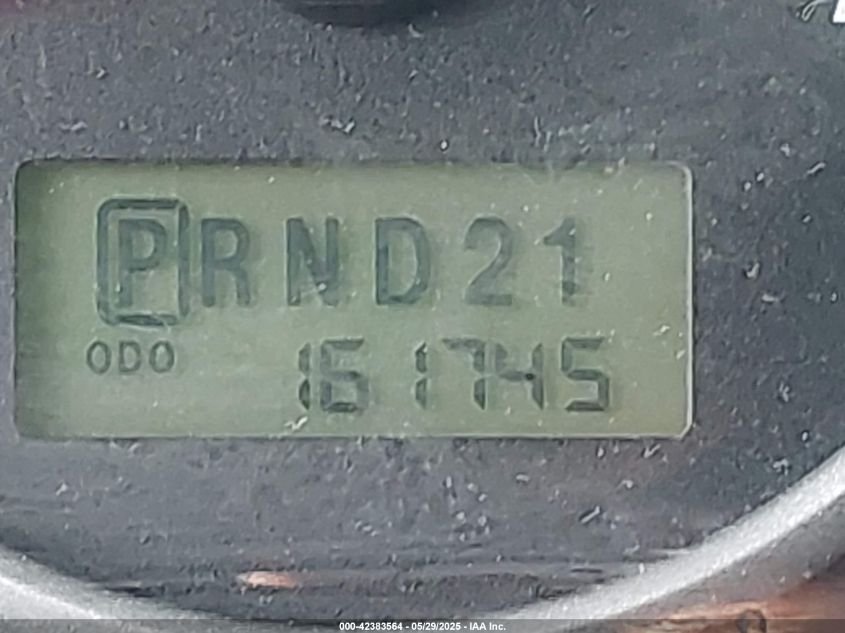 PRND21
ODO 161745
000-42383564 - 05/29/2025 - IAA Inc.